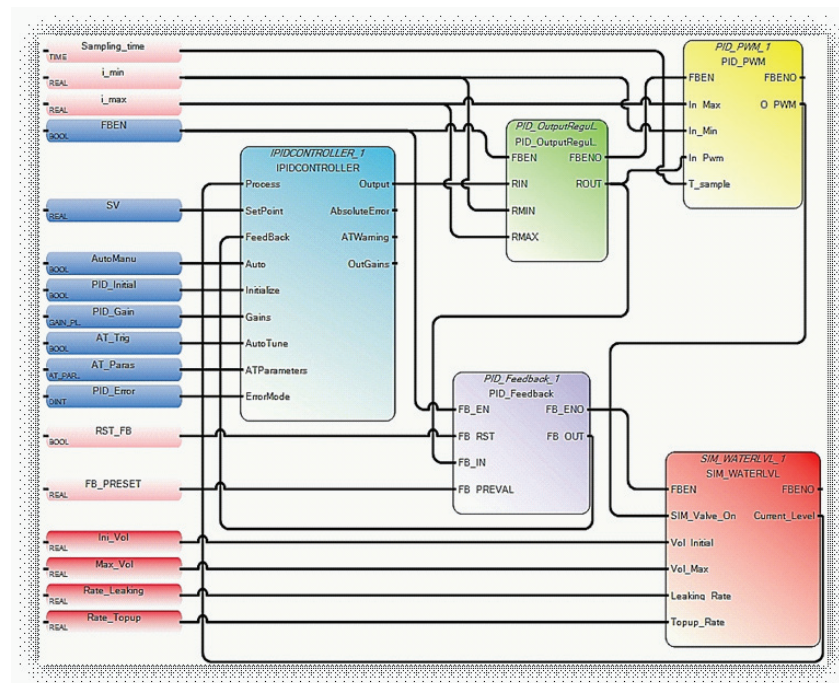 Sampling_time
TIME
i_min
REAL
i_max
REAL
FBEN
BOOL
SV
REAL
AutoManu
BOOL
PID_Initial
BOOL
PID_Gain
GAIN_PI..
AT_Trig
BOOL
AT_Paras
AT_PAR..
PID_Error
DINT
RST_FB
BOOL
FB_PRESET
REAL
Ini_Vol
REAL
Max_Vol
REAL
Rate_Leaking
REAL
Rate_Topup
REAL
IPIDCONTROLLER_1
IPIDCONTROLLER
Process Output
SetPoint AbsoluteError
FeedBack ATWarning
Auto OutGains
Initialize
Gains
AutoTune
ATParameters
ErrorMode
PID_OutputRegul..
PID_OutputRegul..
FBEN FBENO
RIN ROUT
RMIN
RMAX
PID_PWM_1
PID_PWM
FBEN FBENO
In_Max O_PWM
In_Min
In_Pwm
T_sample
PID_Feedback_1
PID_Feedback
FB_EN FB_ENO
FB_RST FB_OUT
FB_IN
FB_PREVAL
SIM_WATERLVL_1
SIM_WATERLVL
FBEN FBENO
SIM_Valve_On Current_Level
Vol_Initial
Vol_Max
Leaking_Rate
Topup_Rate